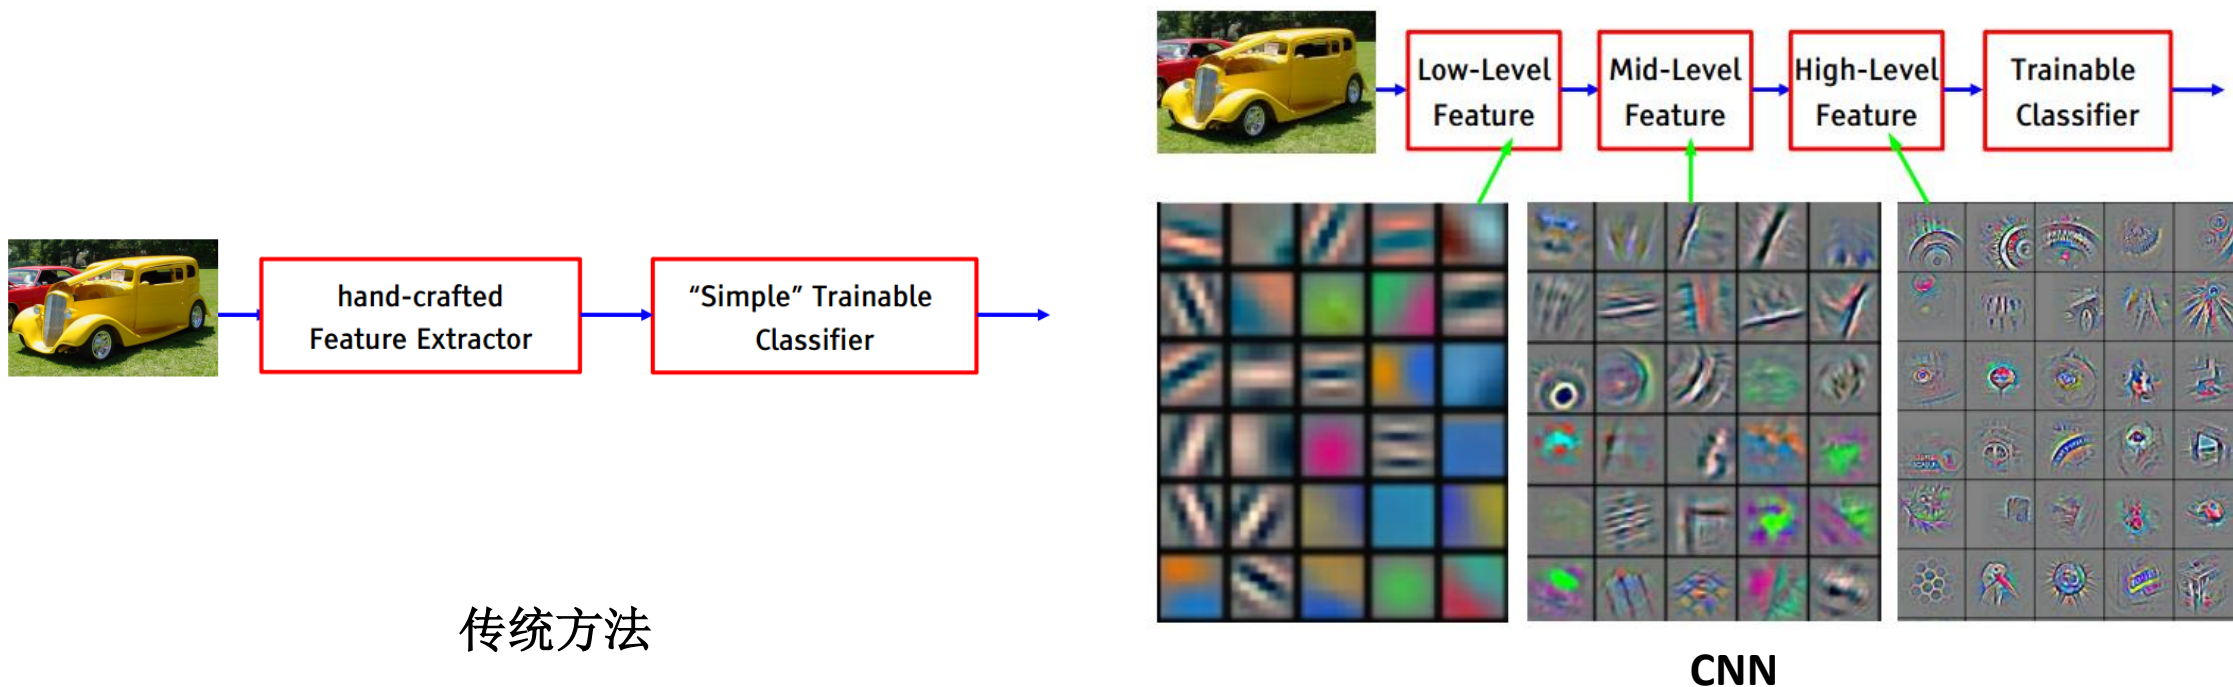 hand-crafted
Feature Extractor
“Simple” Trainable
Classifier
传统方法
Low-Level
Feature
Mid-Level
Feature
High-Level
Feature
Trainable
Classifier
CNN